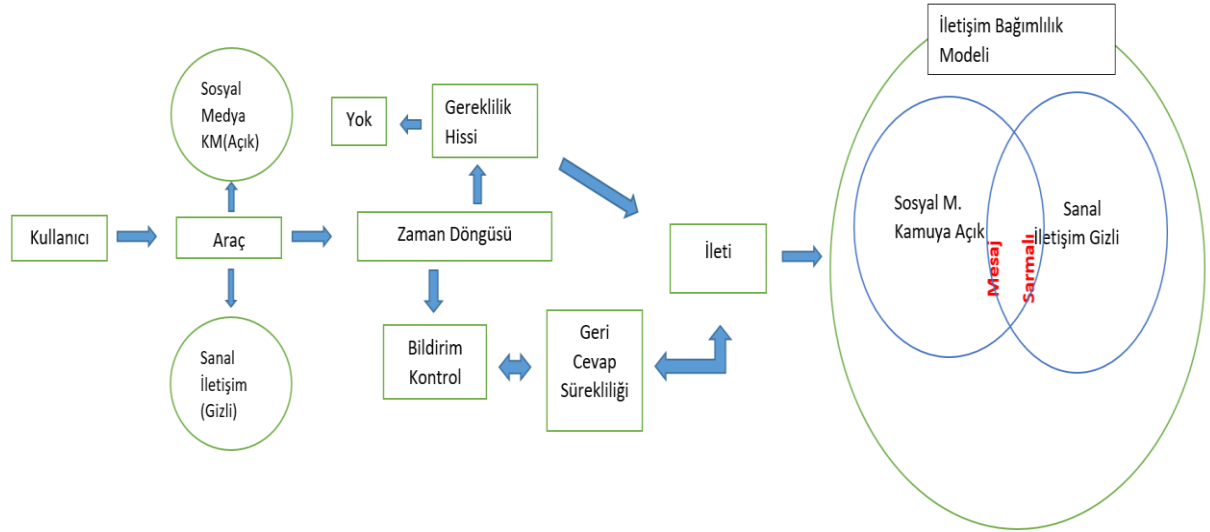 Kullanıcı
Sosyal
Medya
KM(Açık)
Araç
Sanal
İletişim
(Gizli)
Yok
Gereklilik
Hissi
Zaman Döngüsü
Bildirim
Kontrol
Geri
Cevap
Sürekliliği
İleti
İletişim Bağımlılık
Modeli
Sosyal M.
Kamuya Açık
Sanal
İletişim Gizli
Mesaj
Sarmalı